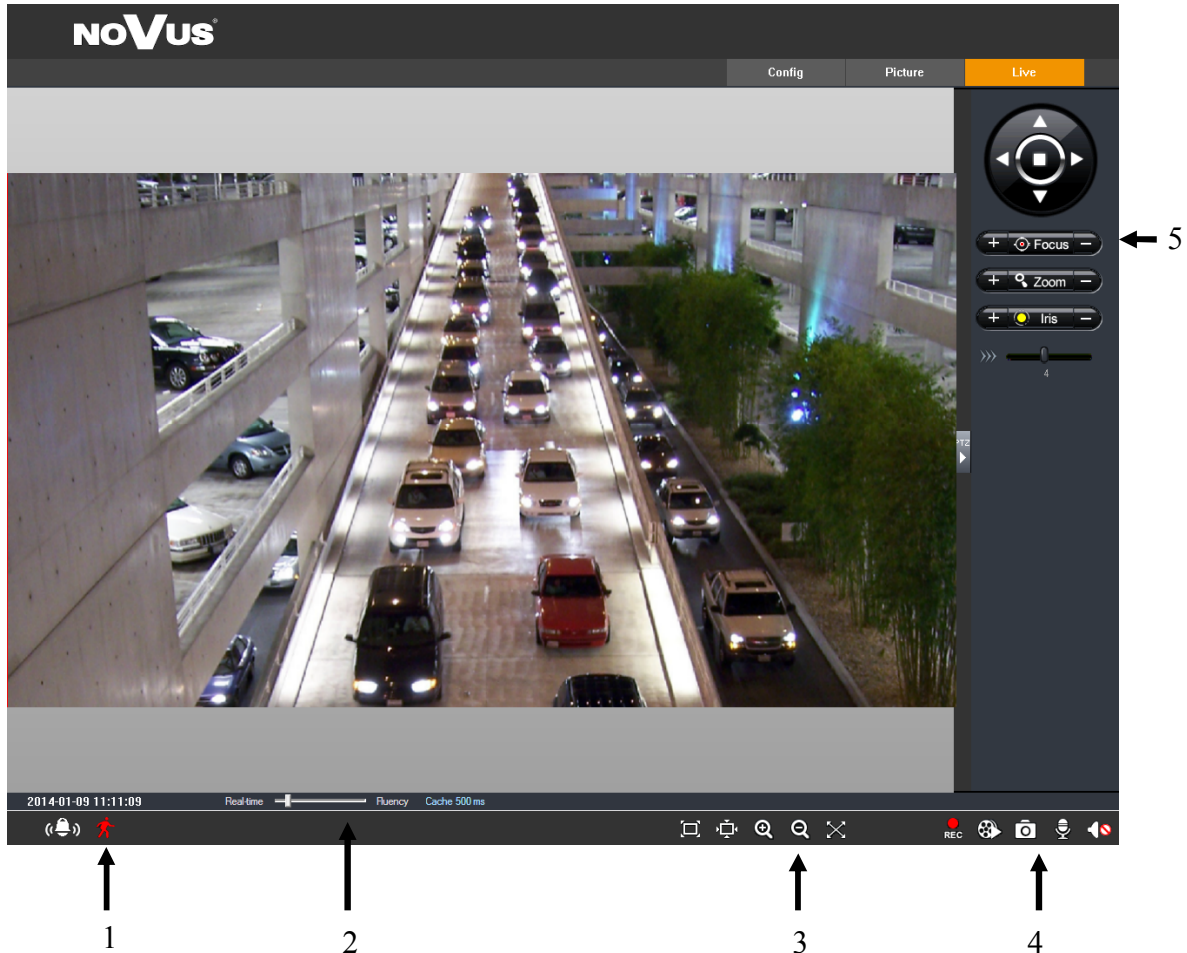 NOVUS®
Config Picture Live
Focus
5
Zoom
Iris
4
PTZ
2014-01-09 11:11:09 Real-time Fluency Cache 500 ms
REC
1 2 3 4